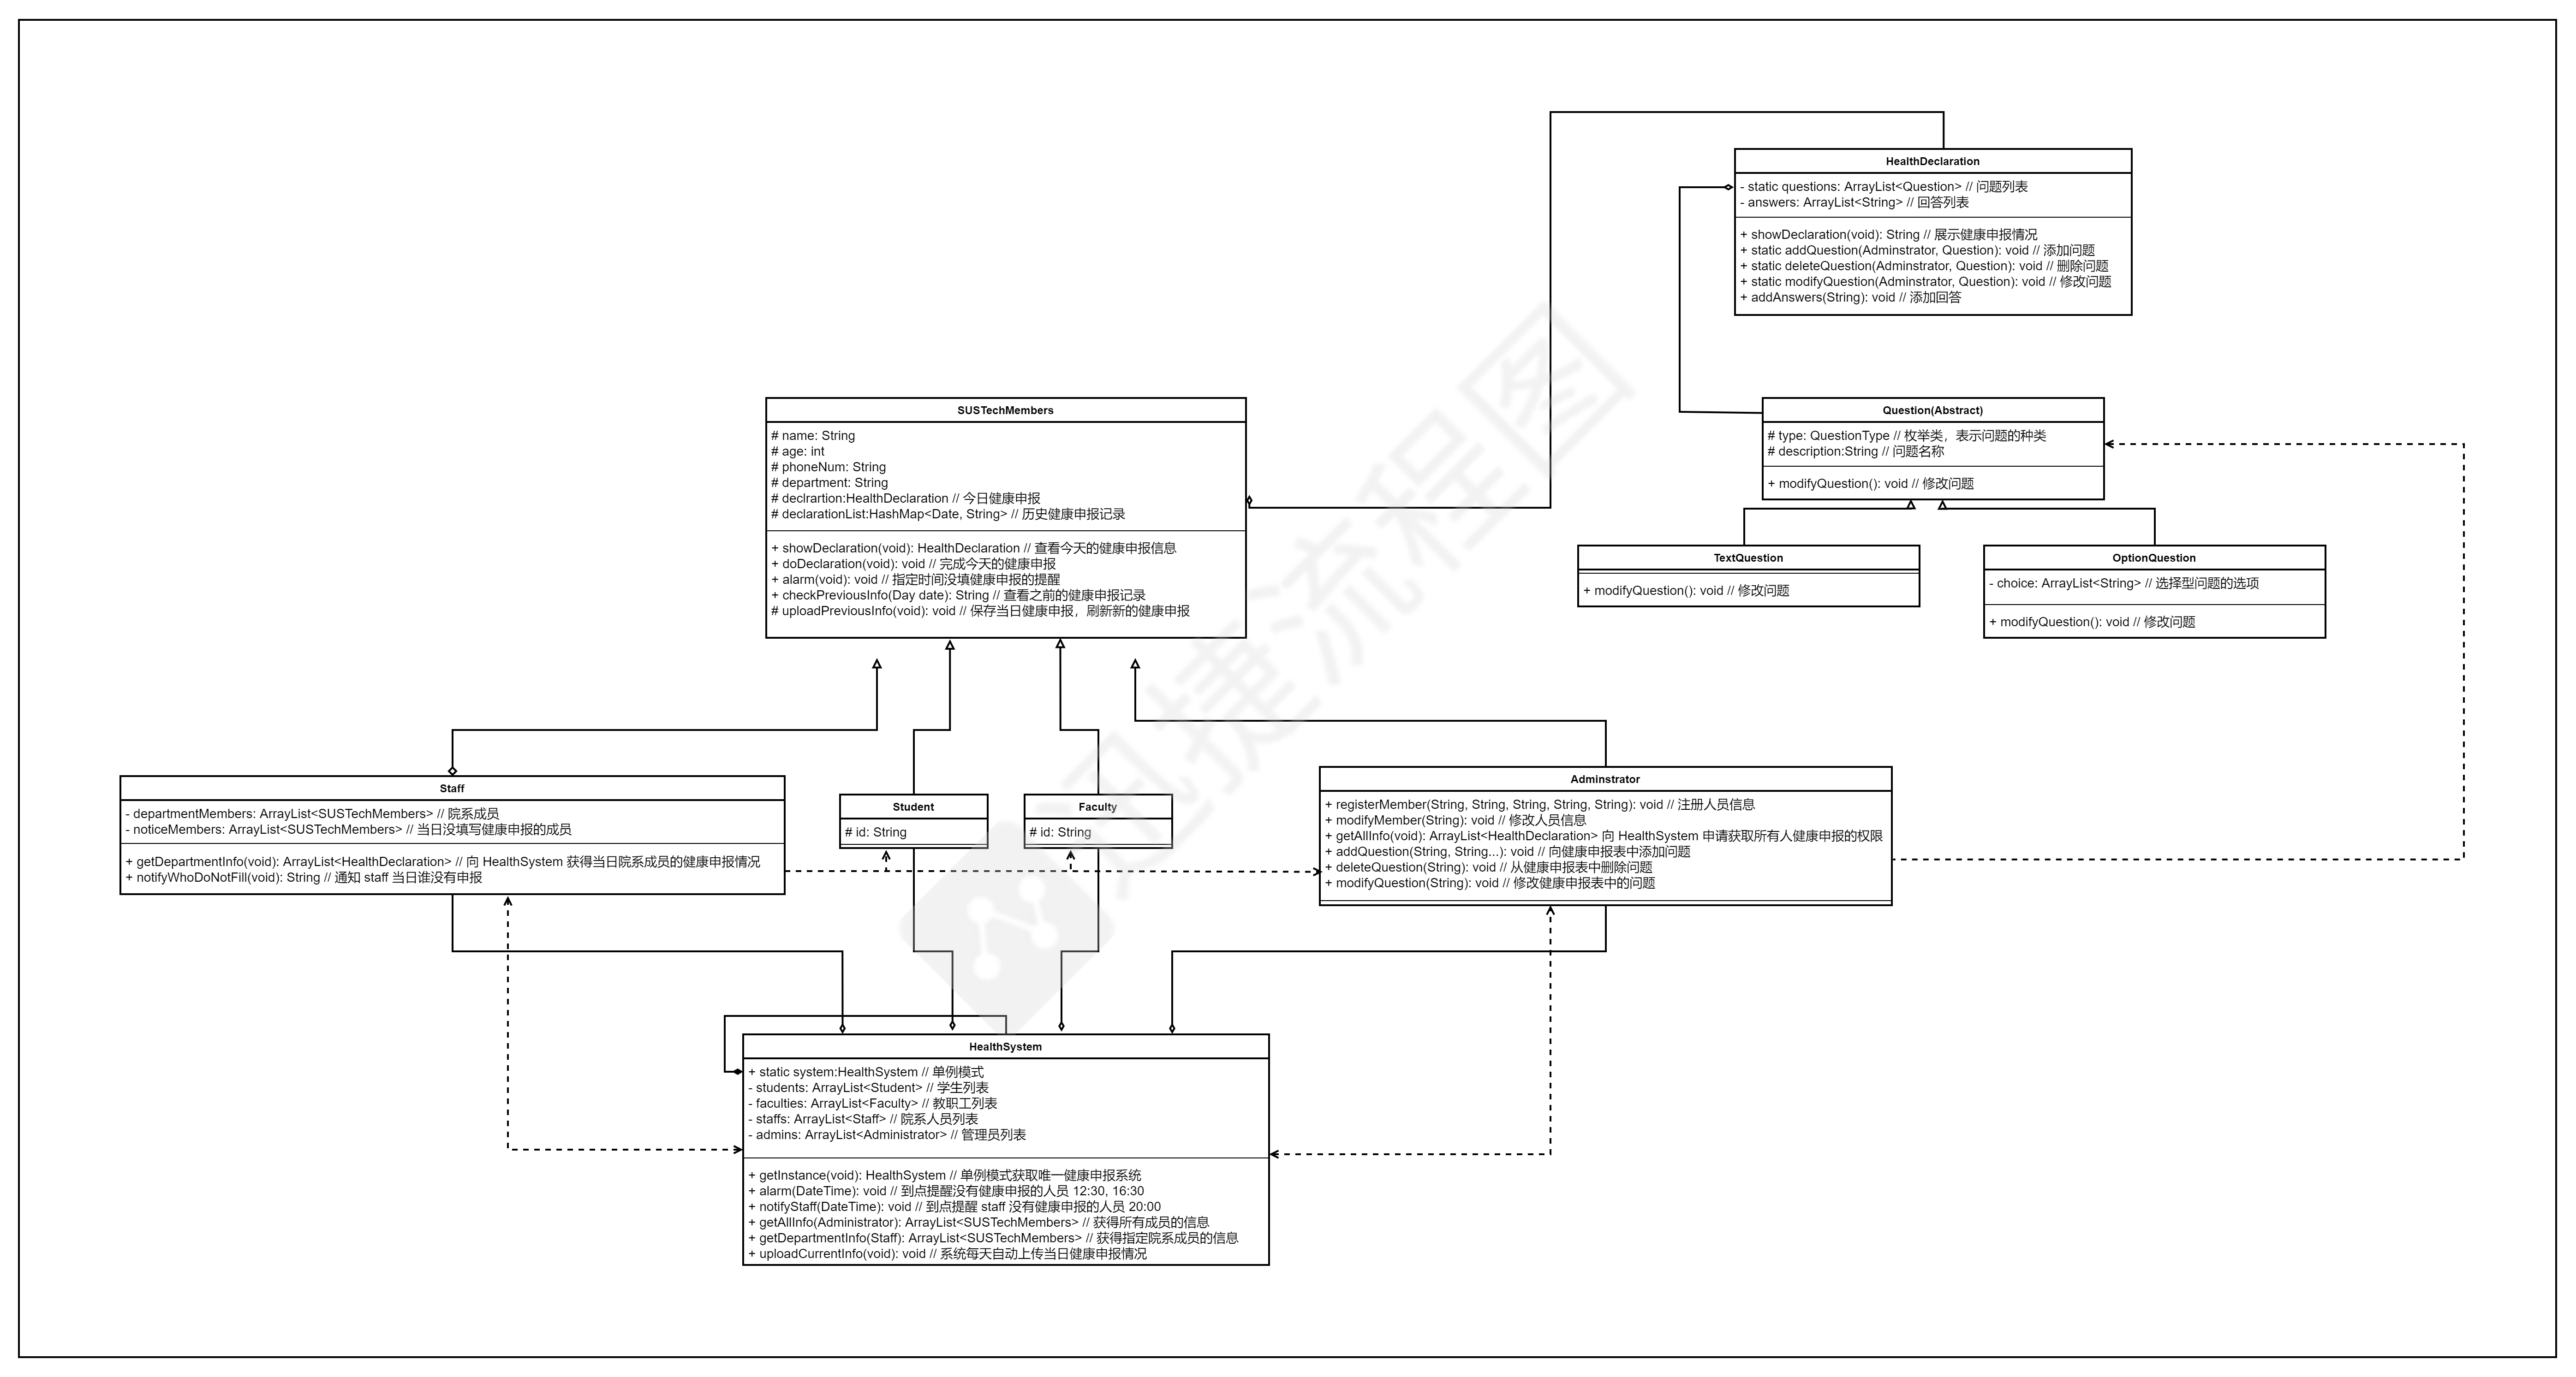 HealthDeclaration
- static questions: ArrayList<Question> // 问题列表
- answers: ArrayList<String> // 回答列表
+ showDeclaration(void): String // 展示健康申报情况
+ static addQuestion(Adminstrator, Question): void // 添加问题
+ static deleteQuestion(Adminstrator, Question): void // 删除问题
+ static modifyQuestion(Adminstrator, Question): void // 修改问题
+ addAnswers(String): void // 添加回答
SUSTechMembers
# name: String
# age: int
# phoneNum: String
# department: String
# declrartion:HealthDeclaration // 今日健康申报
# declarationList:HashMap<Date, String> // 历史健康申报记录
+ showDeclaration(void): HealthDeclaration // 查看今天的健康申报信息
+ doDeclaration(void): void // 完成今天的健康申报
+ alarm(void): void // 指定时间没填健康申报的提醒
+ checkPreviousInfo(Day date): String // 查看之前的健康申报记录
# uploadPreviousInfo(void): void // 保存当日健康申报，刷新新的健康申报
Question(Abstract)
# type: QuestionType // 枚举类，表示问题的种类
# description:String // 问题名称
+ modifyQuestion(): void // 修改问题
TextQuestion
+ modifyQuestion(): void // 修改问题
OptionQuestion
- choice: ArrayList<String> // 选择型问题的选项
+ modifyQuestion(): void // 修改问题
Staff
- departmentMembers: ArrayList<SUSTechMembers> // 院系成员
- noticeMembers: ArrayList<SUSTechMembers> // 当日没填写健康申报的成员
+ getDepartmentInfo(void): ArrayList<HealthDeclaration> // 向 HealthSystem 获得当日院系成员的健康申报情况
+ notifyWhoDoNotFill(void): String // 通知 staff 当日谁没有申报
Student
# id: String
Faculty
# id: String
Adminstrator
+ registerMember(String, String, String, String, String): void // 注册人员信息
+ modifyMember(String): void // 修改人员信息
+ getAllInfo(void): ArrayList<HealthDeclaration> 向 HealthSystem 申请获取所有人健康申报的权限
+ addQuestion(String, String...): void // 向健康申报表中添加问题
+ deleteQuestion(String): void // 从健康申报表中删除问题
+ modifyQuestion(String): void // 修改健康申报表中的问题
HealthSystem
+ static system:HealthSystem // 单例模式
- students: ArrayList<Student> // 学生列表
- faculties: ArrayList<Faculty> // 教职工列表
- staffs: ArrayList<Staff> // 院系人员列表
- admins: ArrayList<Administrator> // 管理员列表
+ getInstance(void): HealthSystem // 单例模式获取唯一健康申报系统
+ alarm(DateTime): void // 到点提醒没有健康申报的人员 12:30, 16:30
+ notifyStaff(DateTime): void // 到点提醒 staff 没有健康申报的人员 20:00
+ getAllInfo(Administrator): ArrayList<SUSTechMembers> // 获得所有成员的信息
+ getDepartmentInfo(Staff): ArrayList<SUSTechMembers> // 获得指定院系成员的信息
+ uploadCurrentInfo(void): void // 系统每天自动上传当日健康申报情况
迅捷流程图